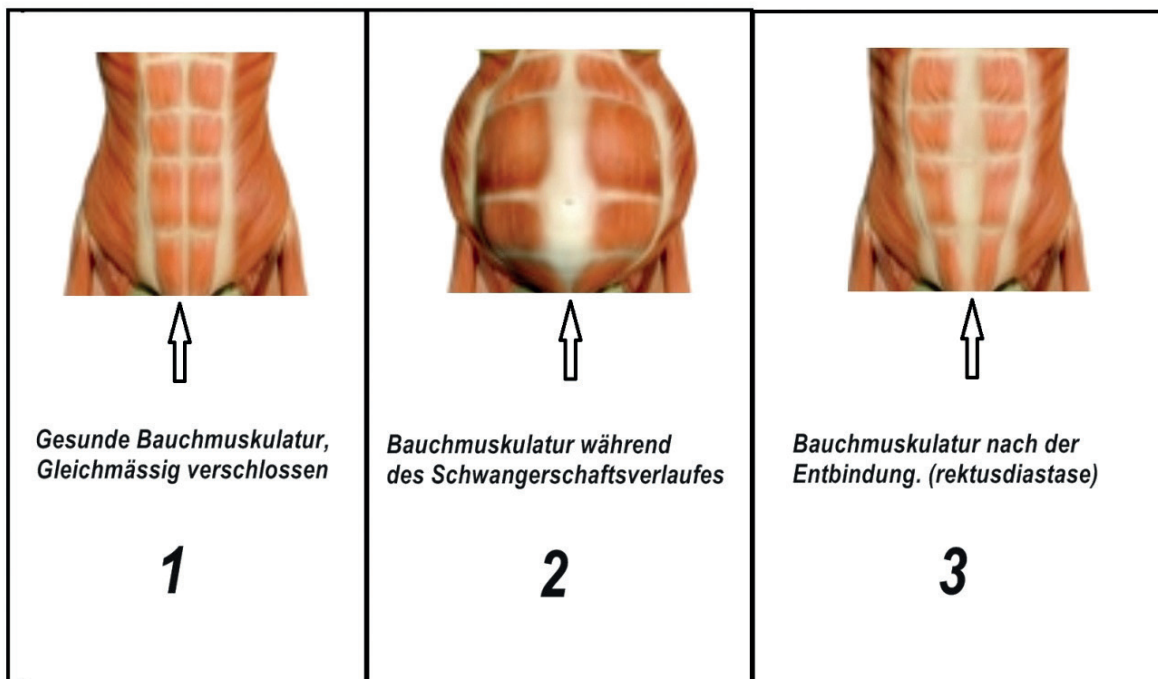 Gesunde Bauchmuskulatur,
Gleichmässig verschlossen
1
Bauchmuskulatur während
des Schwangerschaftsverlaufes
2
Bauchmuskulatur nach der
Entbindung. (rektusdiastase)
3